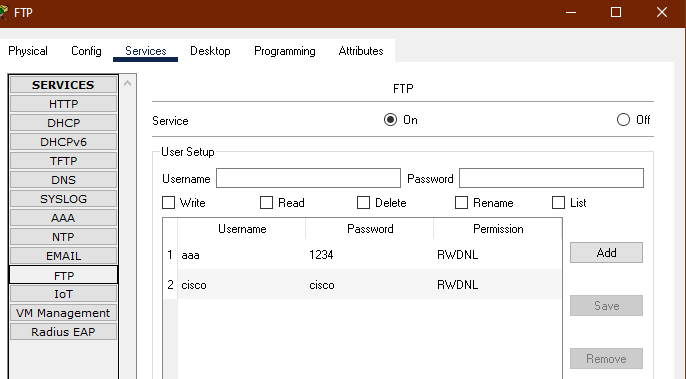 FTP
Physical Config Services Desktop Programming Attributes
SERVICES
HTTP
DHCP
DHCPv6
TFTP
DNS
SYSLOG
AAA
NTP
EMAIL
FTP
IoT
VM Management
Radius EAP
FTP
Service On Off
User Setup
Username Password
Write Read Delete Rename List
Username Password Permission
1 aaa 1234 RWDNL
2 cisco cisco RWDNL
Add
Save
Remove